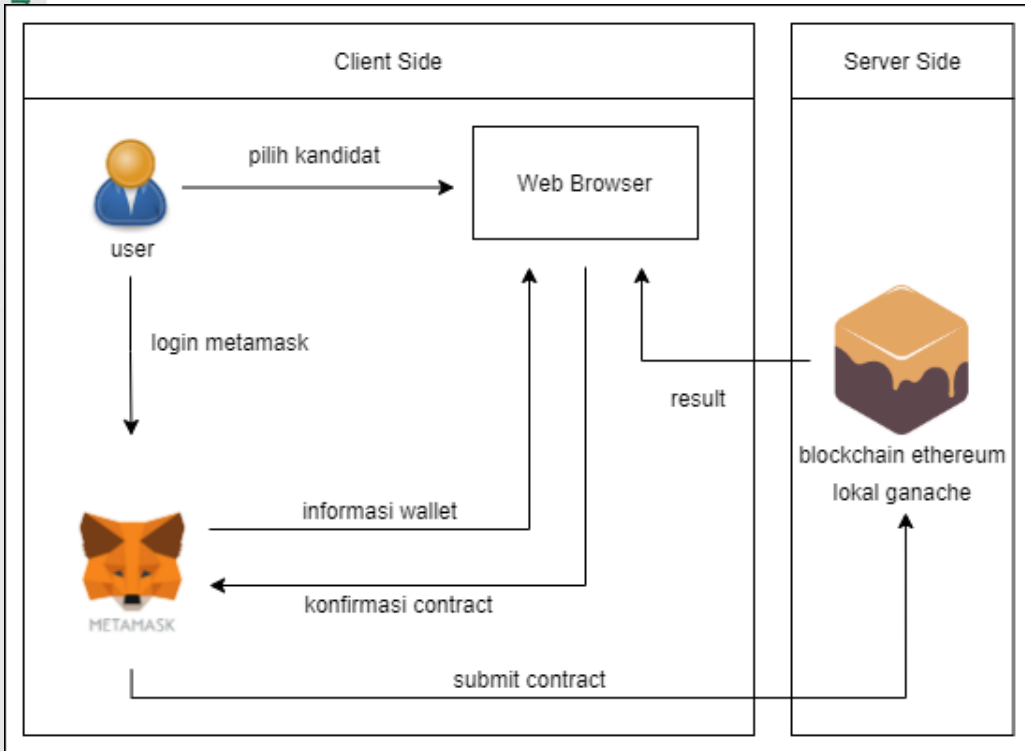 Client Side
Server Side
pilih kandidat
Web Browser
user
login metamask
result
blockchain ethereum
lokal ganache
informasi wallet
konfirmasi contract
METAMASK
submit contract